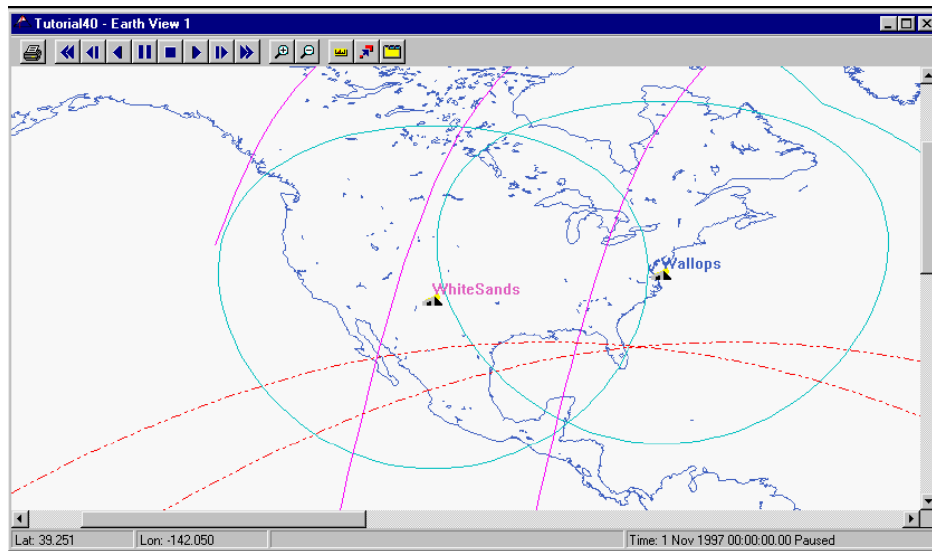 Tutorial40 - Earth View 1
Wallops
WhiteSands
Lat: 39.251
Lon: -142.050
Time: 1 Nov 1997 00:00:00.00 Paused